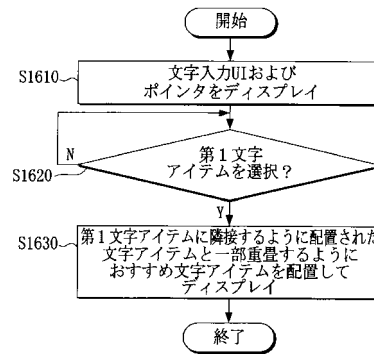 開始
S1610
文字入力UIおよび
ポインタをディスプレイ
N
第1文字
アイテムを選択?
S1620
Y
S1630
第1文字アイテムに隣接するように配置された
文字アイテムと一部重畳するように
おすすめ文字アイテムを配置して
ディスプレイ
終了